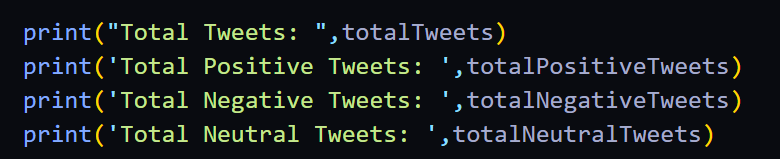 print("Total Tweets: ",totalTweets)
print('Total Positive Tweets: ',totalPositiveTweets)
print('Total Negative Tweets: ',totalNegativeTweets)
print('Total Neutral Tweets: ',totalNeutralTweets)